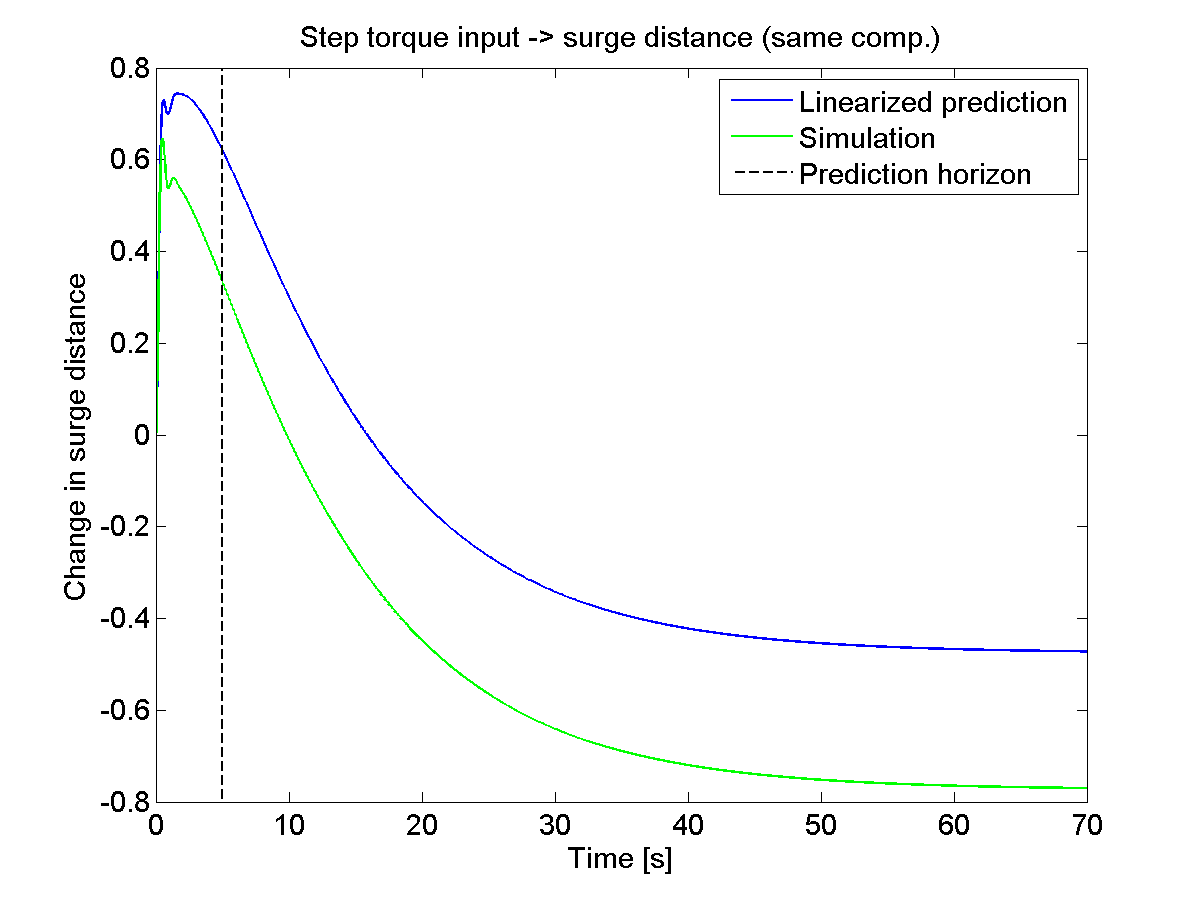 Step torque input -> surge distance (same comp.)
Linearized prediction
Simulation
Prediction horizon
Change in surge distance
0.8
0.6
0.4
0.2
0
-0.2
-0.4
-0.6
-0.8
0 10 20 30 40 50 60 70
Time [s]